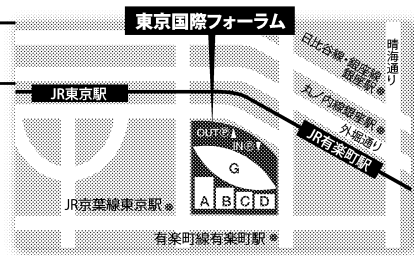 東京国際フォーラム
日比谷線・銀座線
銀座駅
晴海通り
丸ノ内線銀座駅
外堀通り
JR東京駅
JR有楽町駅
OUT P
IN P
G
A
B
C
D
JR京葉線東京駅
有楽町線有楽町駅